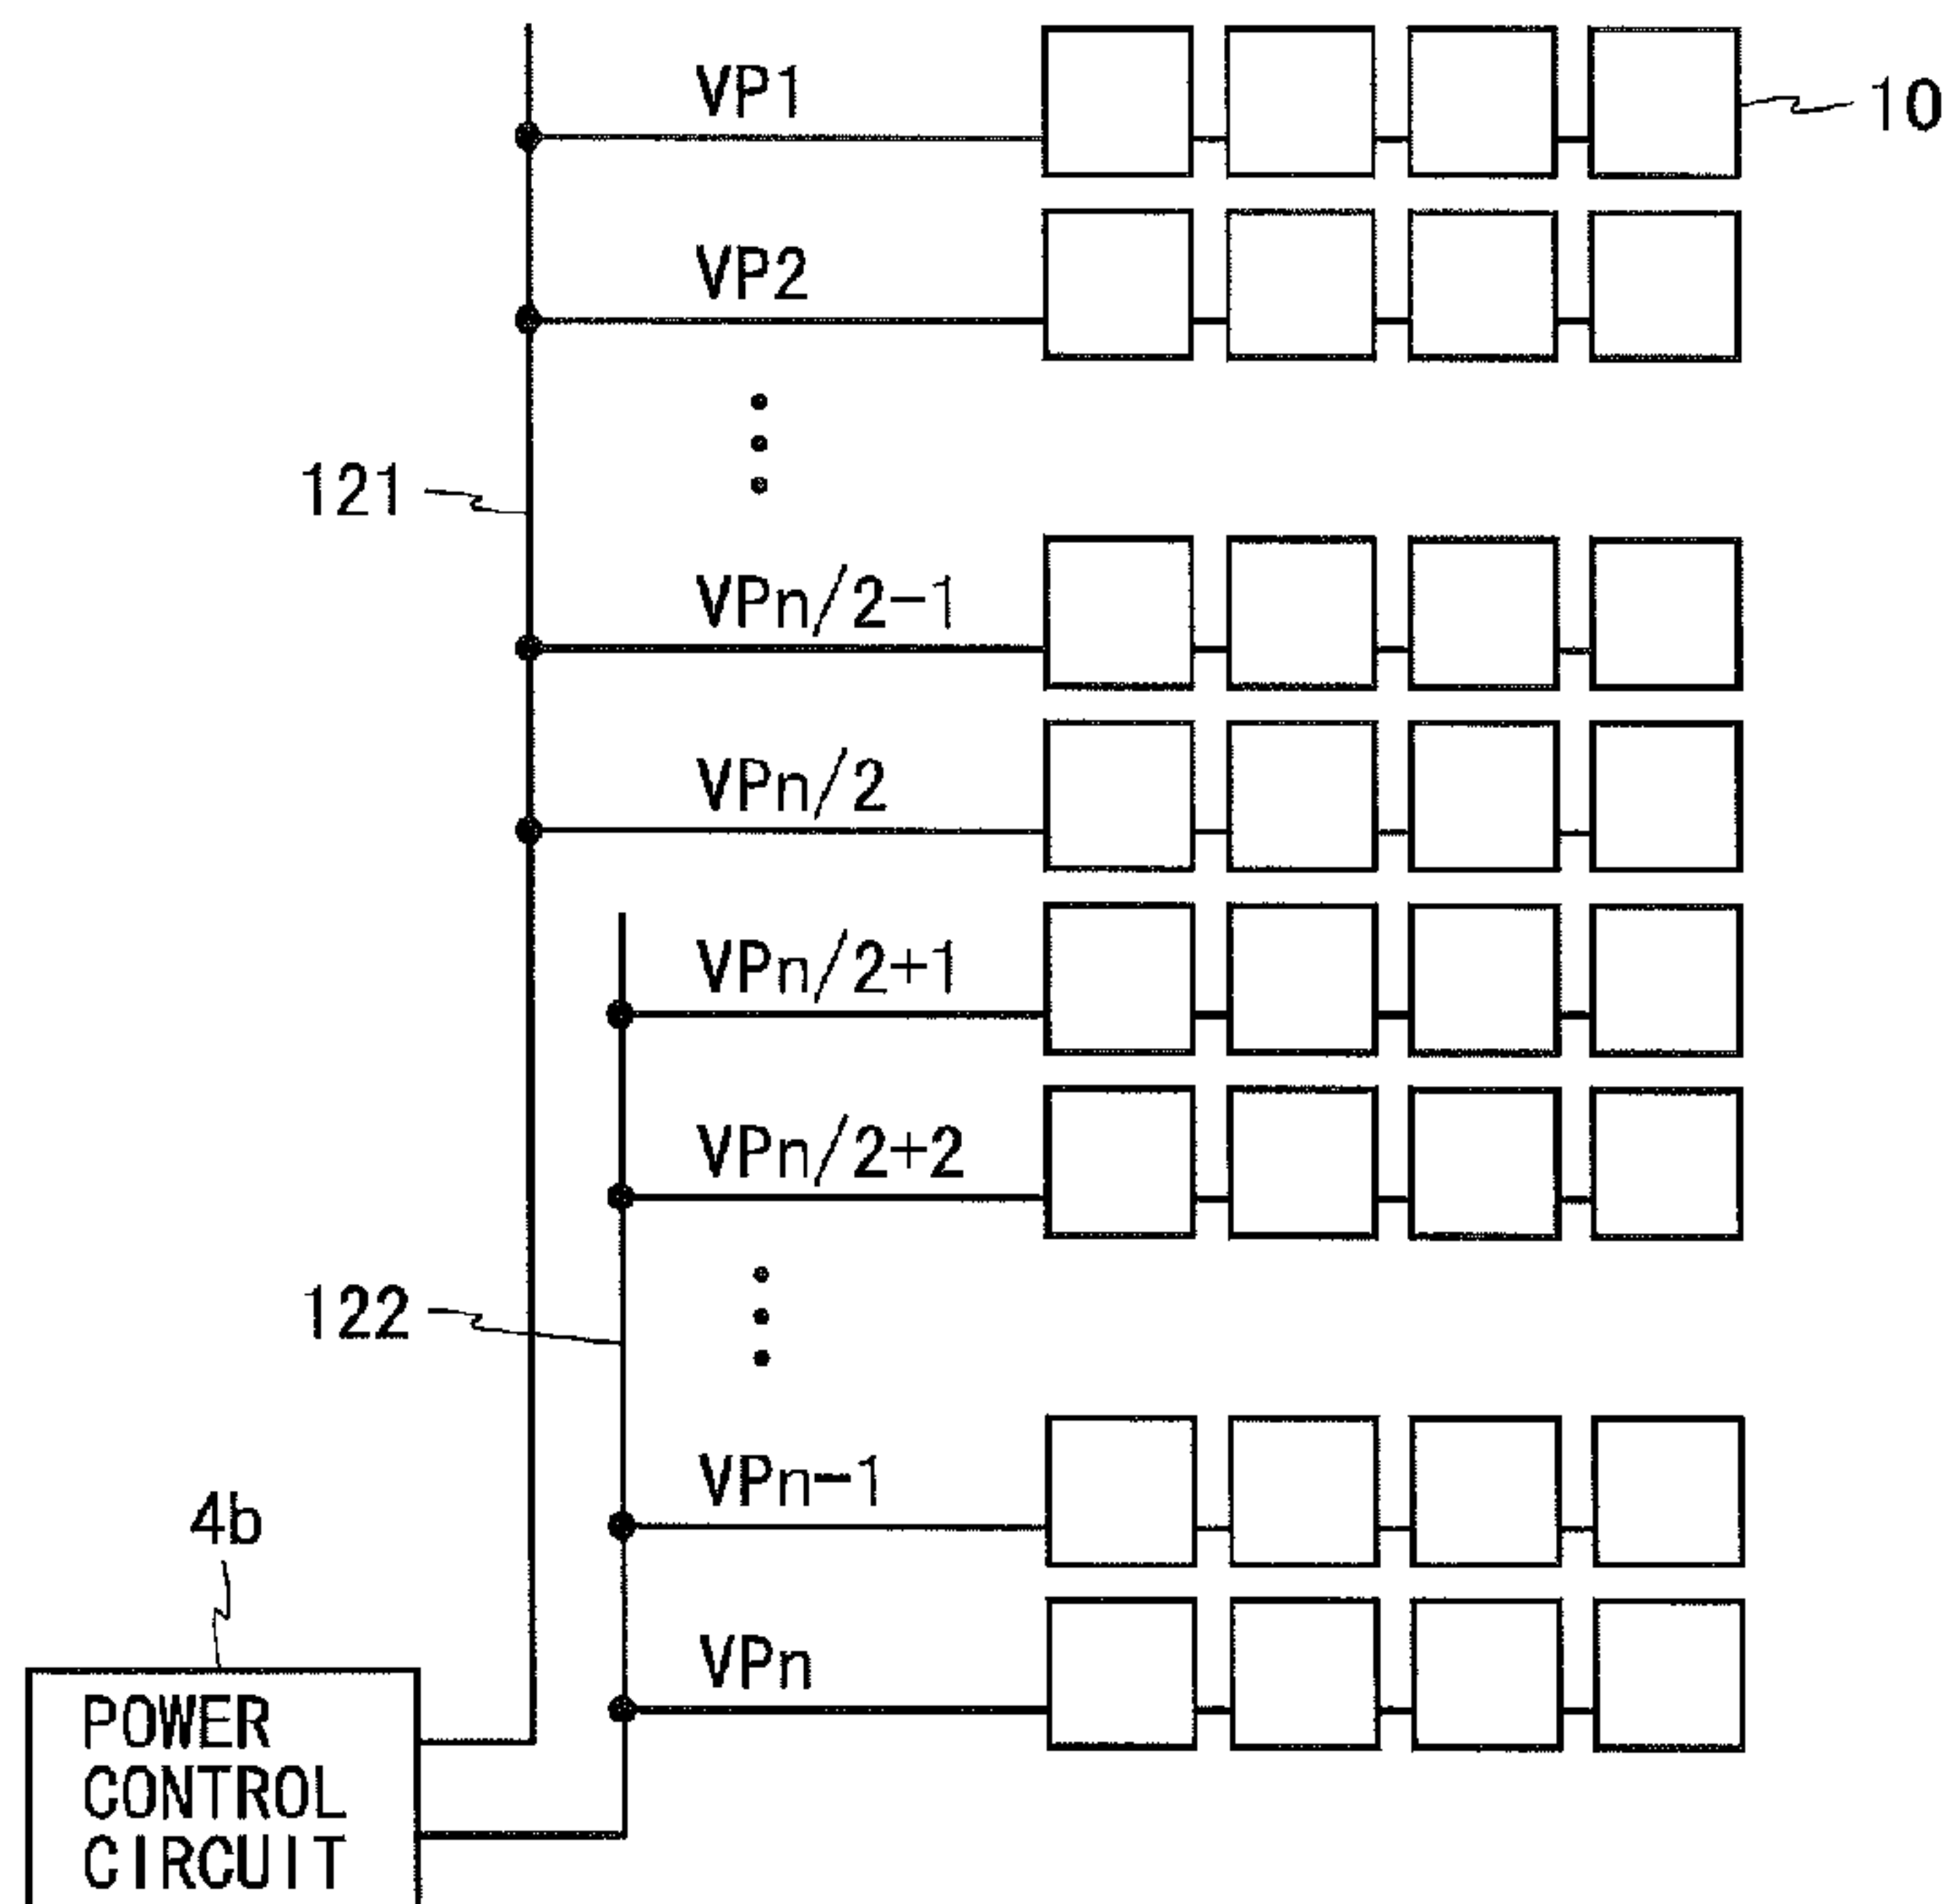 VP1
10
VP2
121
VPn/2-1
VPn/2
VPn/2+1
VPn/2+2
122
VPn-1
4b
VPn
POWER
CONTROL
CIRCUIT